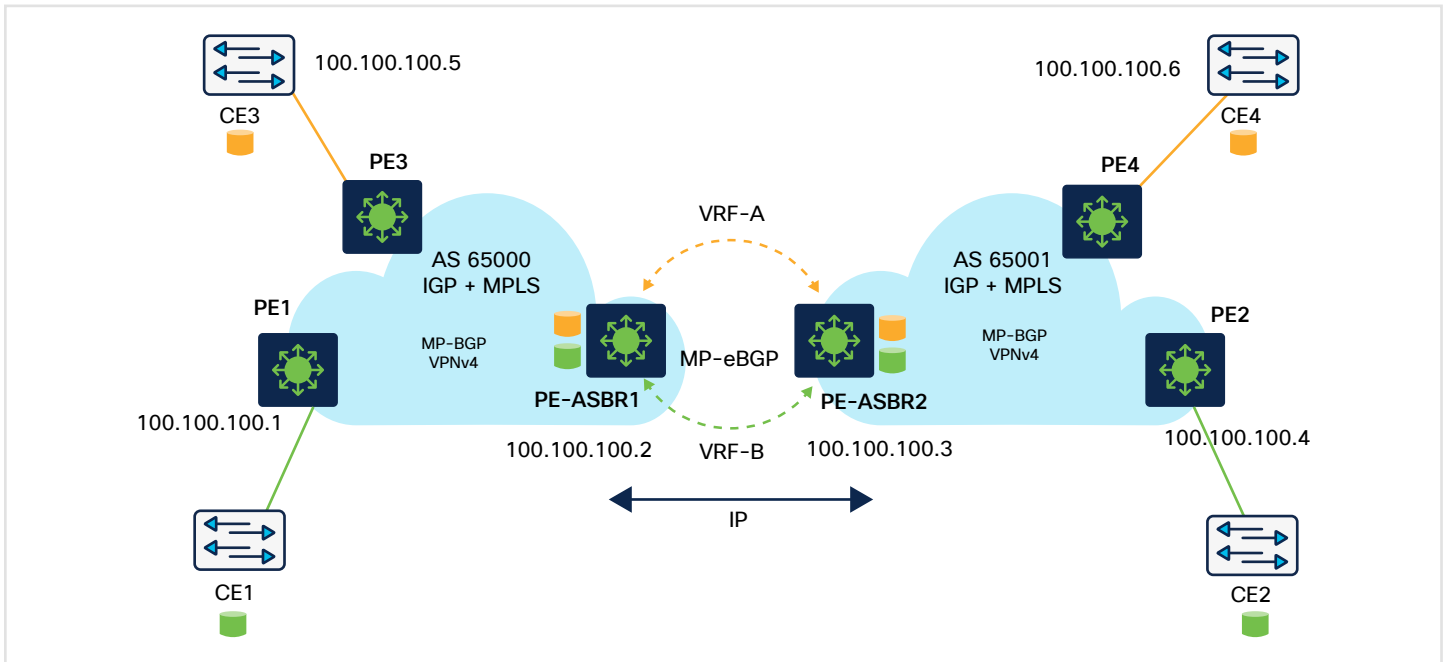 100.100.100.5
CE3
PE3
100.100.100.6
CE4
PE4
VRF-A
AS 65000
IGP + MPLS
AS 65001
IGP + MPLS
PE1
MP-BGP
VPNv4
MP-eBGP
MP-BGP
VPNv4
PE2
PE-ASBR1
PE-ASBR2
100.100.100.1
100.100.100.2
VRF-B
100.100.100.3
100.100.100.4
IP
CE1
CE2